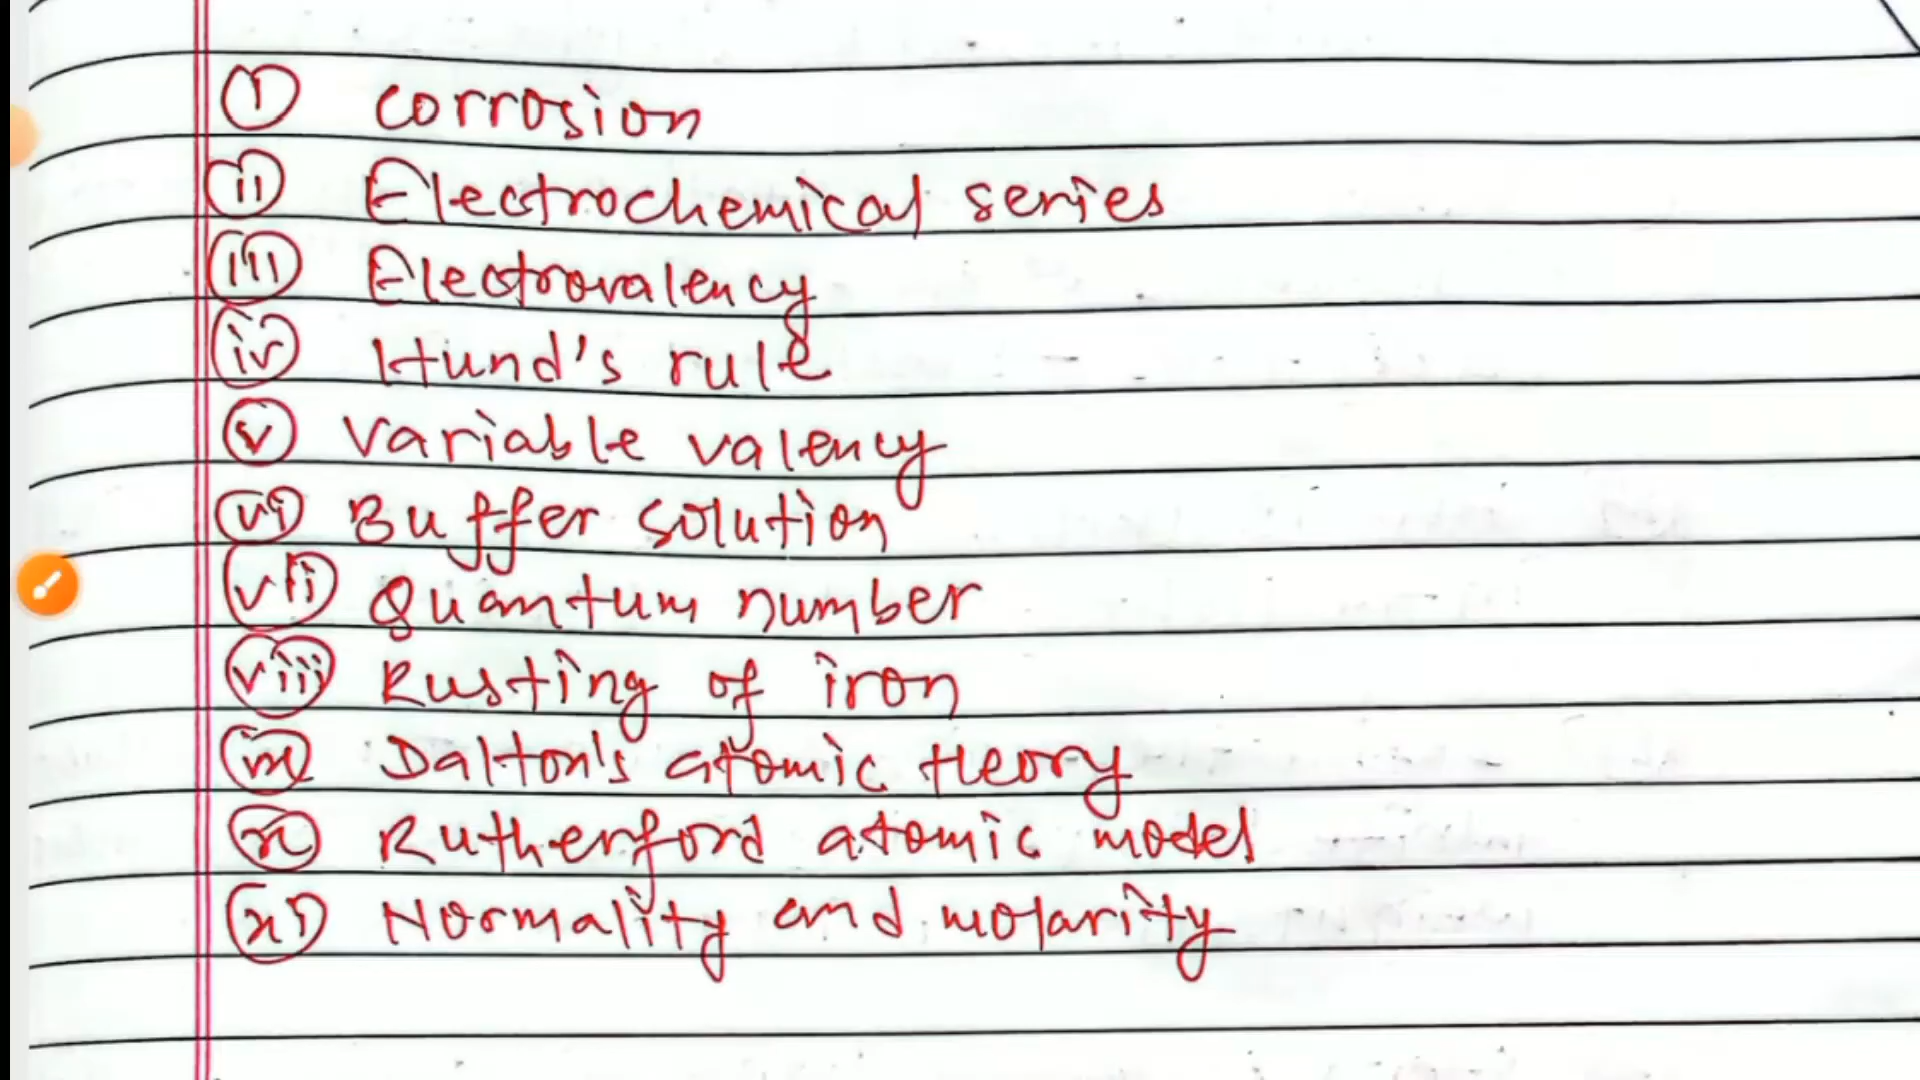 i corrosion
ii Electrochemical series
iii Electrovalency
iv Hund's rule
v variable valency
vi Buffer solution
vii Quantum number
viii Rusting of iron
ix Dalton's atomic theory
x Rutherford atomic model
xi Normality and molarity